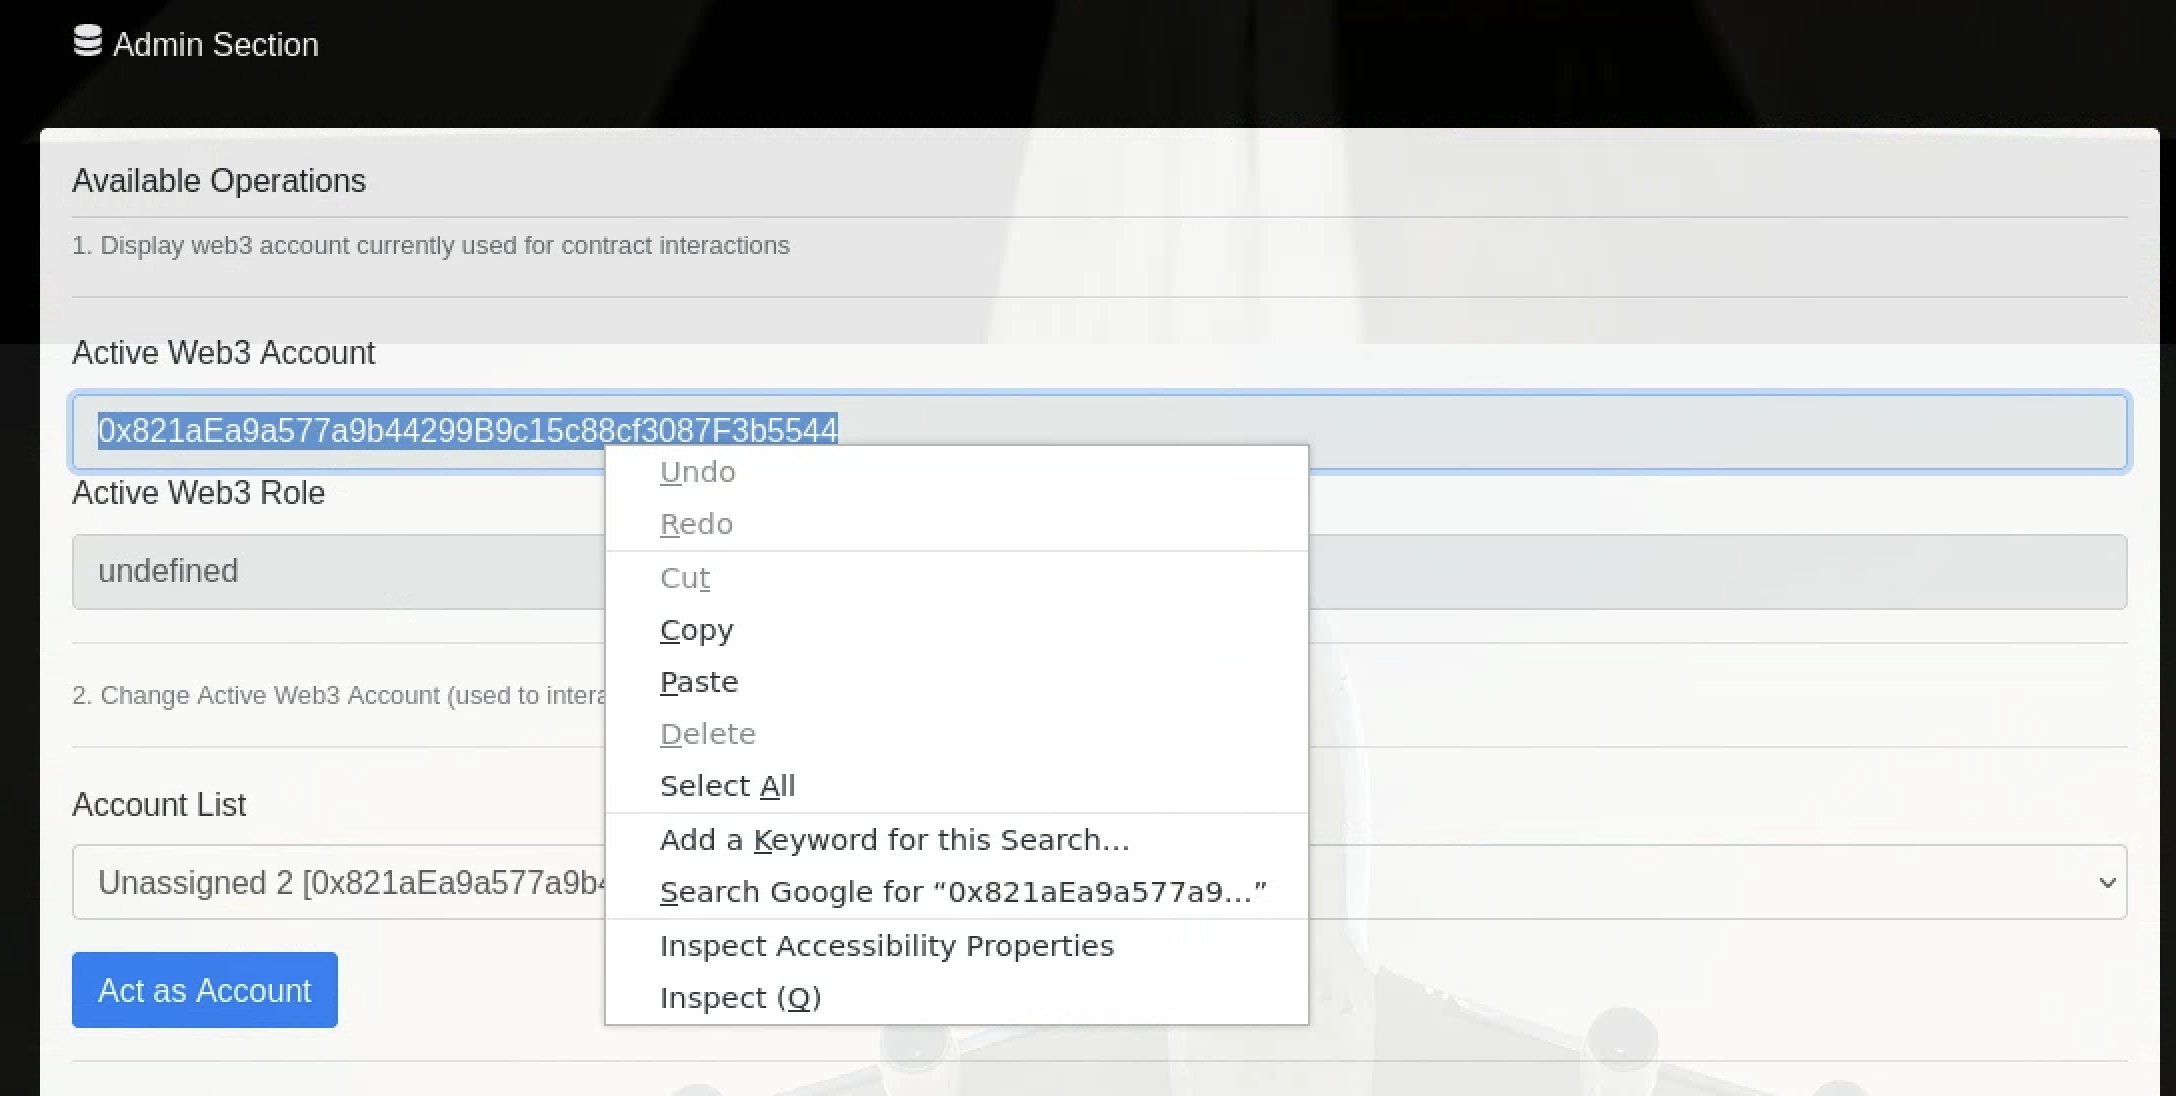 Admin Section
Available Operations
1. Display web3 account currently used for contract interactions
Active Web3 Account
0x821aEa9a577a9b44299B9c15c88cf3087F3b5544
Active Web3 Role
undefined
2. Change Active Web3 Account (used to intera
Account List
Unassigned 2 [0x821aEa9a577a9b4
Act as Account
Undo
Redo
Cut
Copy
Paste
Delete
Select All
Add a Keyword for this Search…
Search Google for “0x821aEa9a577a9…”
Inspect Accessibility Properties
Inspect (Q)